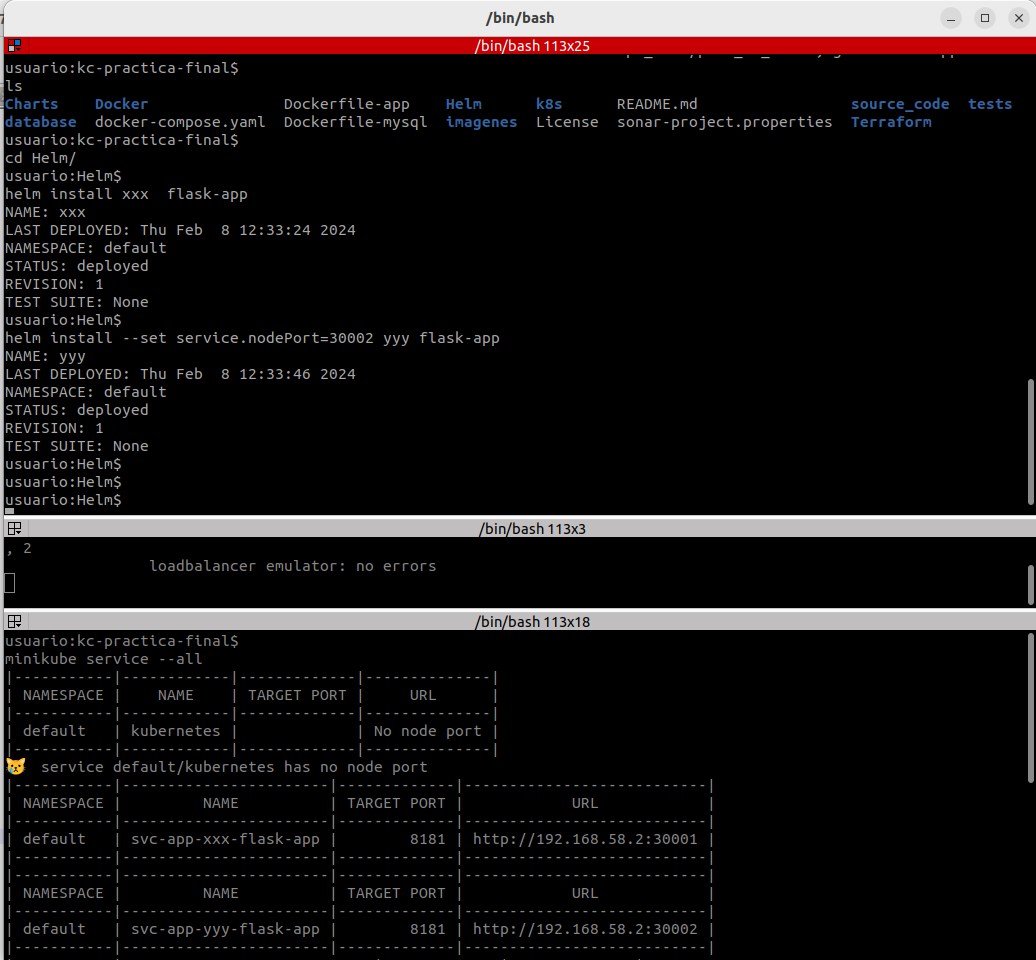 /bin/bash
/bin/bash 113x25
usuario:kc-practica-final$
ls
Charts Docker Dockerfile-app Helm k8s README.md source_code tests
database docker-compose.yaml Dockerfile-mysql imagenes License sonar-project.properties Terraform
usuario:kc-practica-final$
cd Helm/
usuario:Helm$
helm install xxx  flask-app
NAME: xxx
LAST DEPLOYED: Thu Feb  8 12:33:24 2024
NAMESPACE: default
STATUS: deployed
REVISION: 1
TEST SUITE: None
usuario:Helm$
helm install --set service.nodePort=30002 yyy flask-app
NAME: yyy
LAST DEPLOYED: Thu Feb  8 12:33:46 2024
NAMESPACE: default
STATUS: deployed
REVISION: 1
TEST SUITE: None
usuario:Helm$
usuario:Helm$
usuario:Helm$
/bin/bash 113x3
, 2
loadbalancer emulator: no errors
/bin/bash 113x18
usuario:kc-practica-final$
minikube service --all
|-----------|------------|-------------|--------------|
| NAMESPACE |    NAME    | TARGET PORT |     URL      |
|-----------|------------|-------------|--------------|
| default   | kubernetes |             | No node port |
|-----------|------------|-------------|--------------|
😿  service default/kubernetes has no node port
|-----------|-----------------------|-------------|---------------------------|
| NAMESPACE |         NAME          | TARGET PORT |            URL            |
|-----------|-----------------------|-------------|---------------------------|
| default   | svc-app-xxx-flask-app |        8181 | http://192.168.58.2:30001 |
|-----------|-----------------------|-------------|---------------------------|
|-----------|-----------------------|-------------|---------------------------|
| NAMESPACE |         NAME          | TARGET PORT |            URL            |
|-----------|-----------------------|-------------|---------------------------|
| default   | svc-app-yyy-flask-app |        8181 | http://192.168.58.2:30002 |
|-----------|-----------------------|-------------|---------------------------|